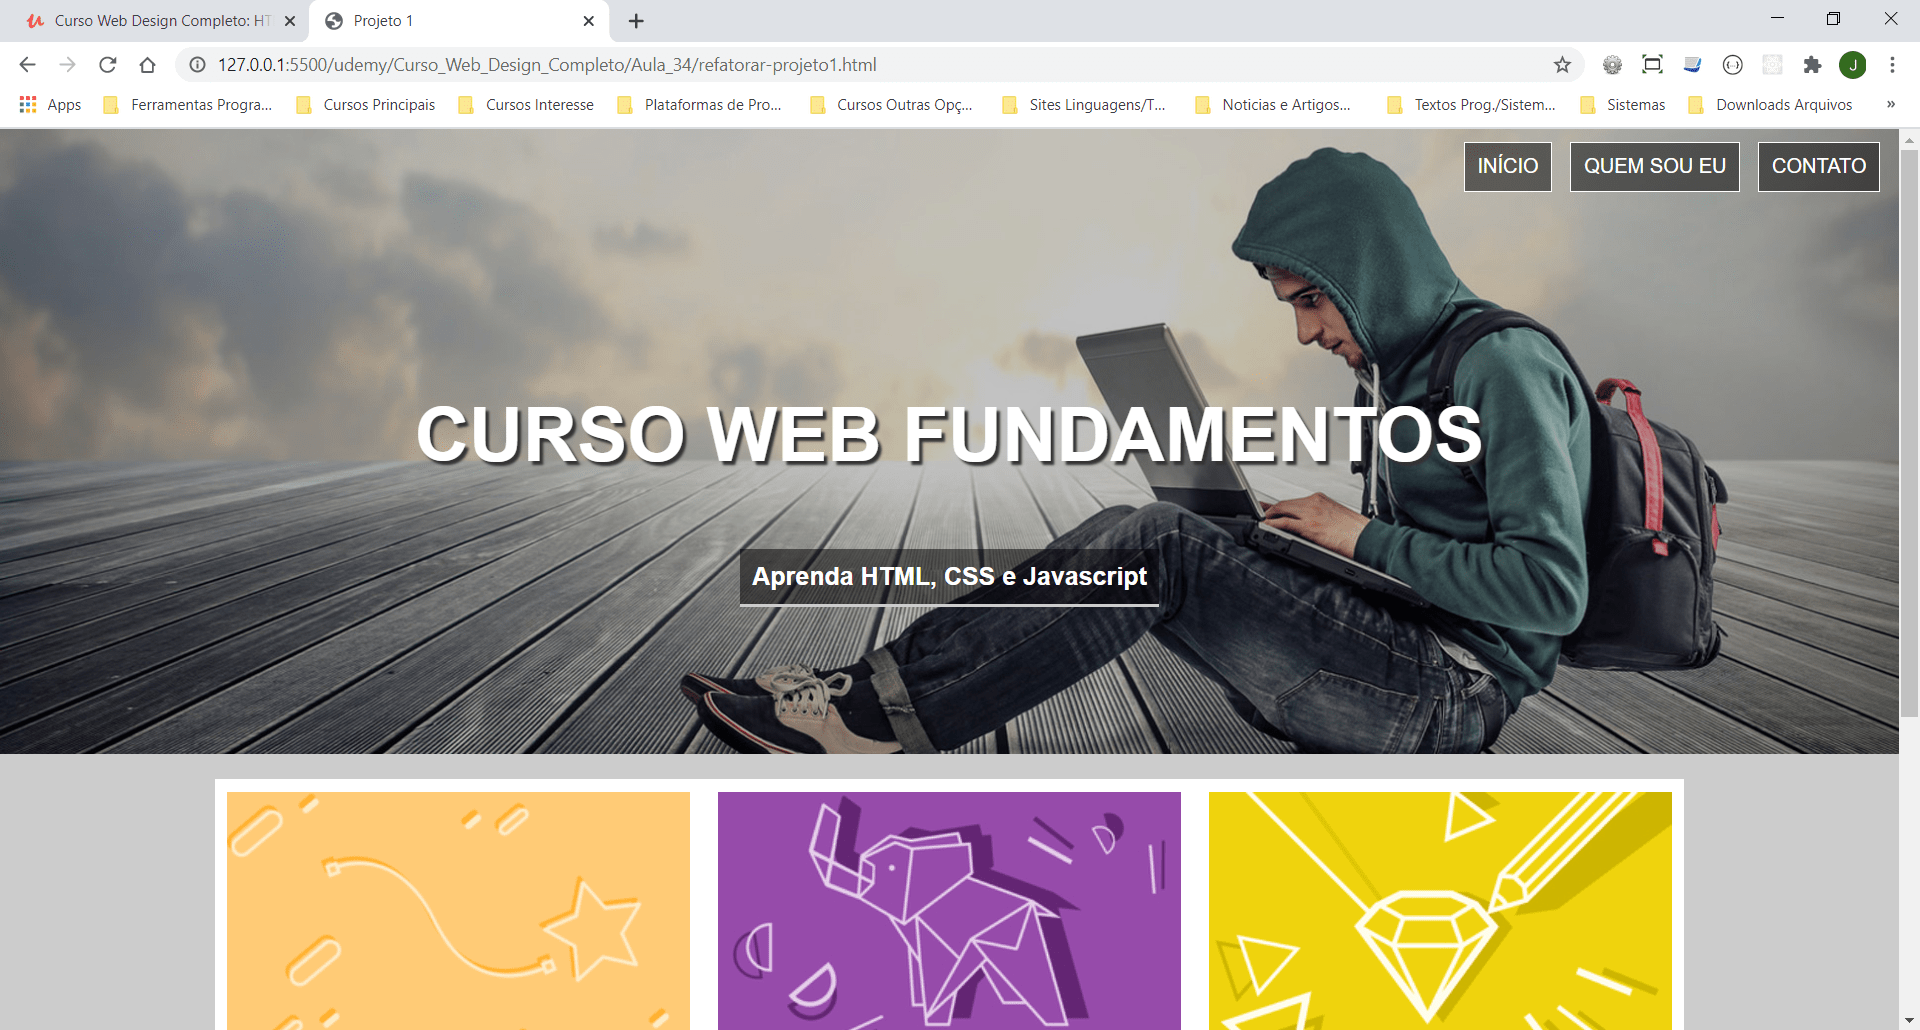 Curso Web Design Completo: HT
Projeto 1
127.0.0.1:5500/udemy/Curso_Web_Design_Completo/Aula_34/refatorar-projeto1.html
J
Apps
Ferramentas Progra...
Cursos Principais
Cursos Interesse
Plataformas de Pro...
Cursos Outras Opç...
Sites Linguagens/T...
Noticias e Artigos...
Textos Prog./Sistem...
Sistemas
Downloads Arquivos
»
INÍCIO
QUEM SOU EU
CONTATO
CURSO WEB FUNDAMENTOS
Aprenda HTML, CSS e Javascript